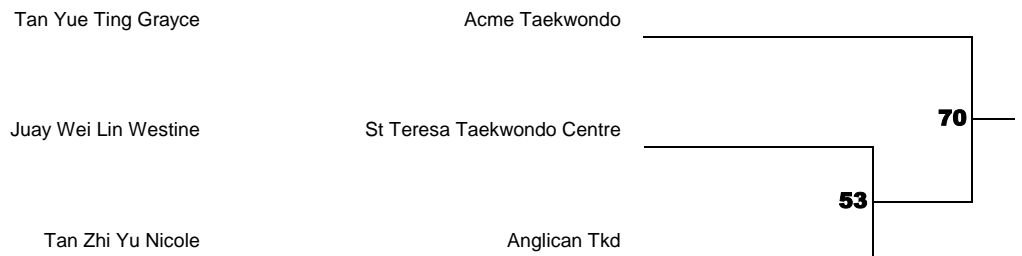 Tan Yue Ting Grayce Acme Taekwondo
70
Juay Wei Lin Westine St Teresa Taekwondo Centre
53
Tan Zhi Yu Nicole Anglican Tkd